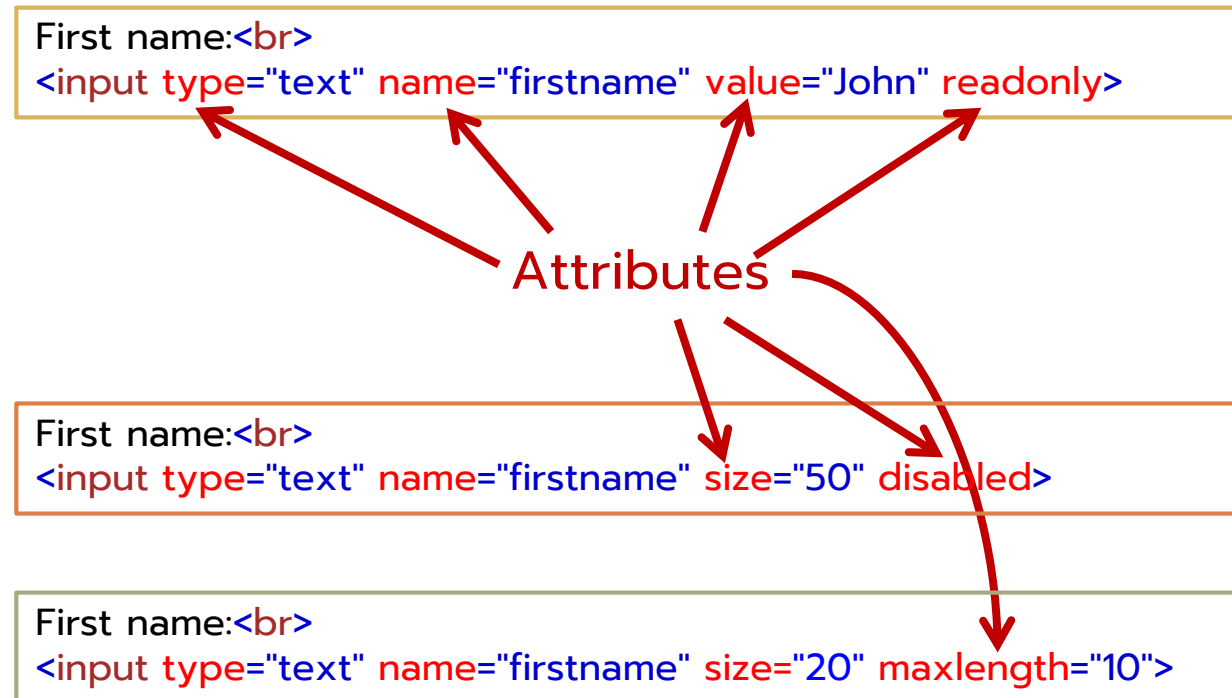 First name:<br>
<input type="text" name="firstname" value="John" readonly>
Attributes
First name:<br>
<input type="text" name="firstname" size="50" disabled>
First name:<br>
<input type="text" name="firstname" size="20" maxlength="10">